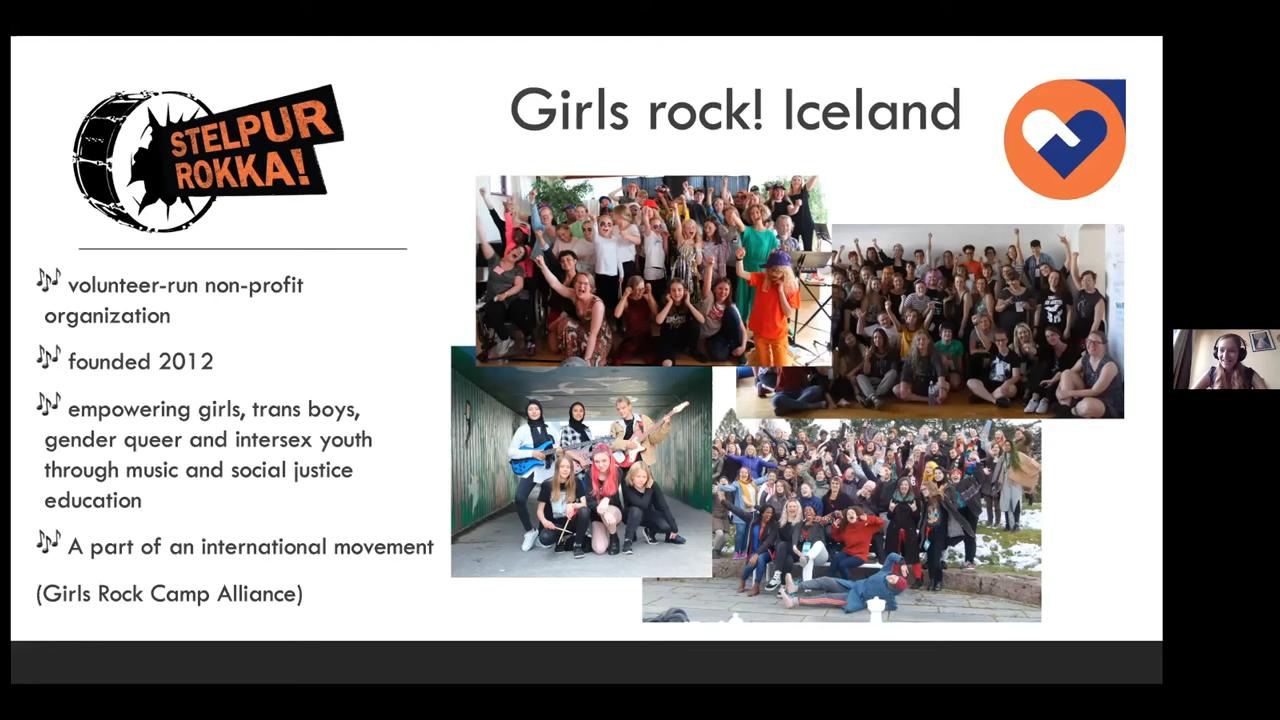 STELPUR
ROKKA!
Girls rock! Iceland
volunteer-run non-profit
organization
founded 2012
empowering girls, trans boys,
gender queer and intersex youth
through music and social justice
education
A part of an international movement
(Girls Rock Camp Alliance)